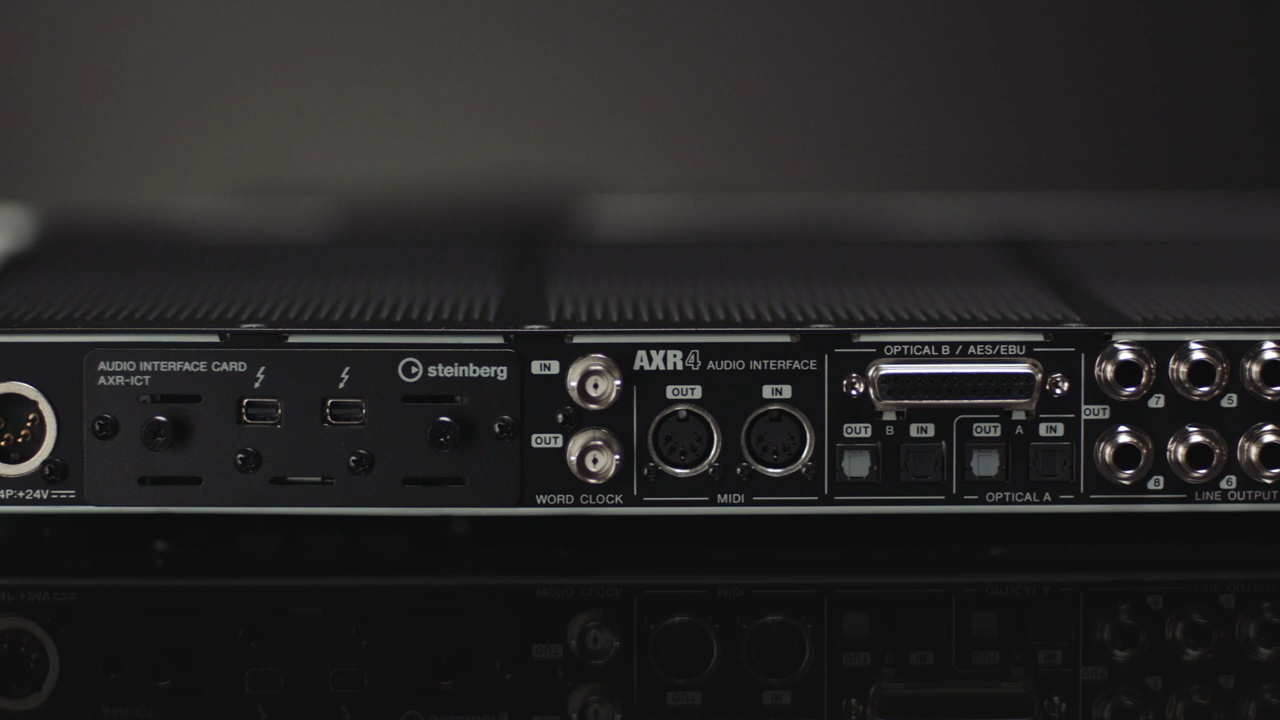 4P:+24V
AUDIO INTERFACE CARD
AXR-ICT
steinberg
IN
OUT
WORD CLOCK
AXR4 AUDIO INTERFACE
OUT
IN
MIDI
OPTICAL B / AES/EBU
OUT B IN
OUT A IN
OPTICAL A
OUT
7
5
8
6
LINE OUTPUT